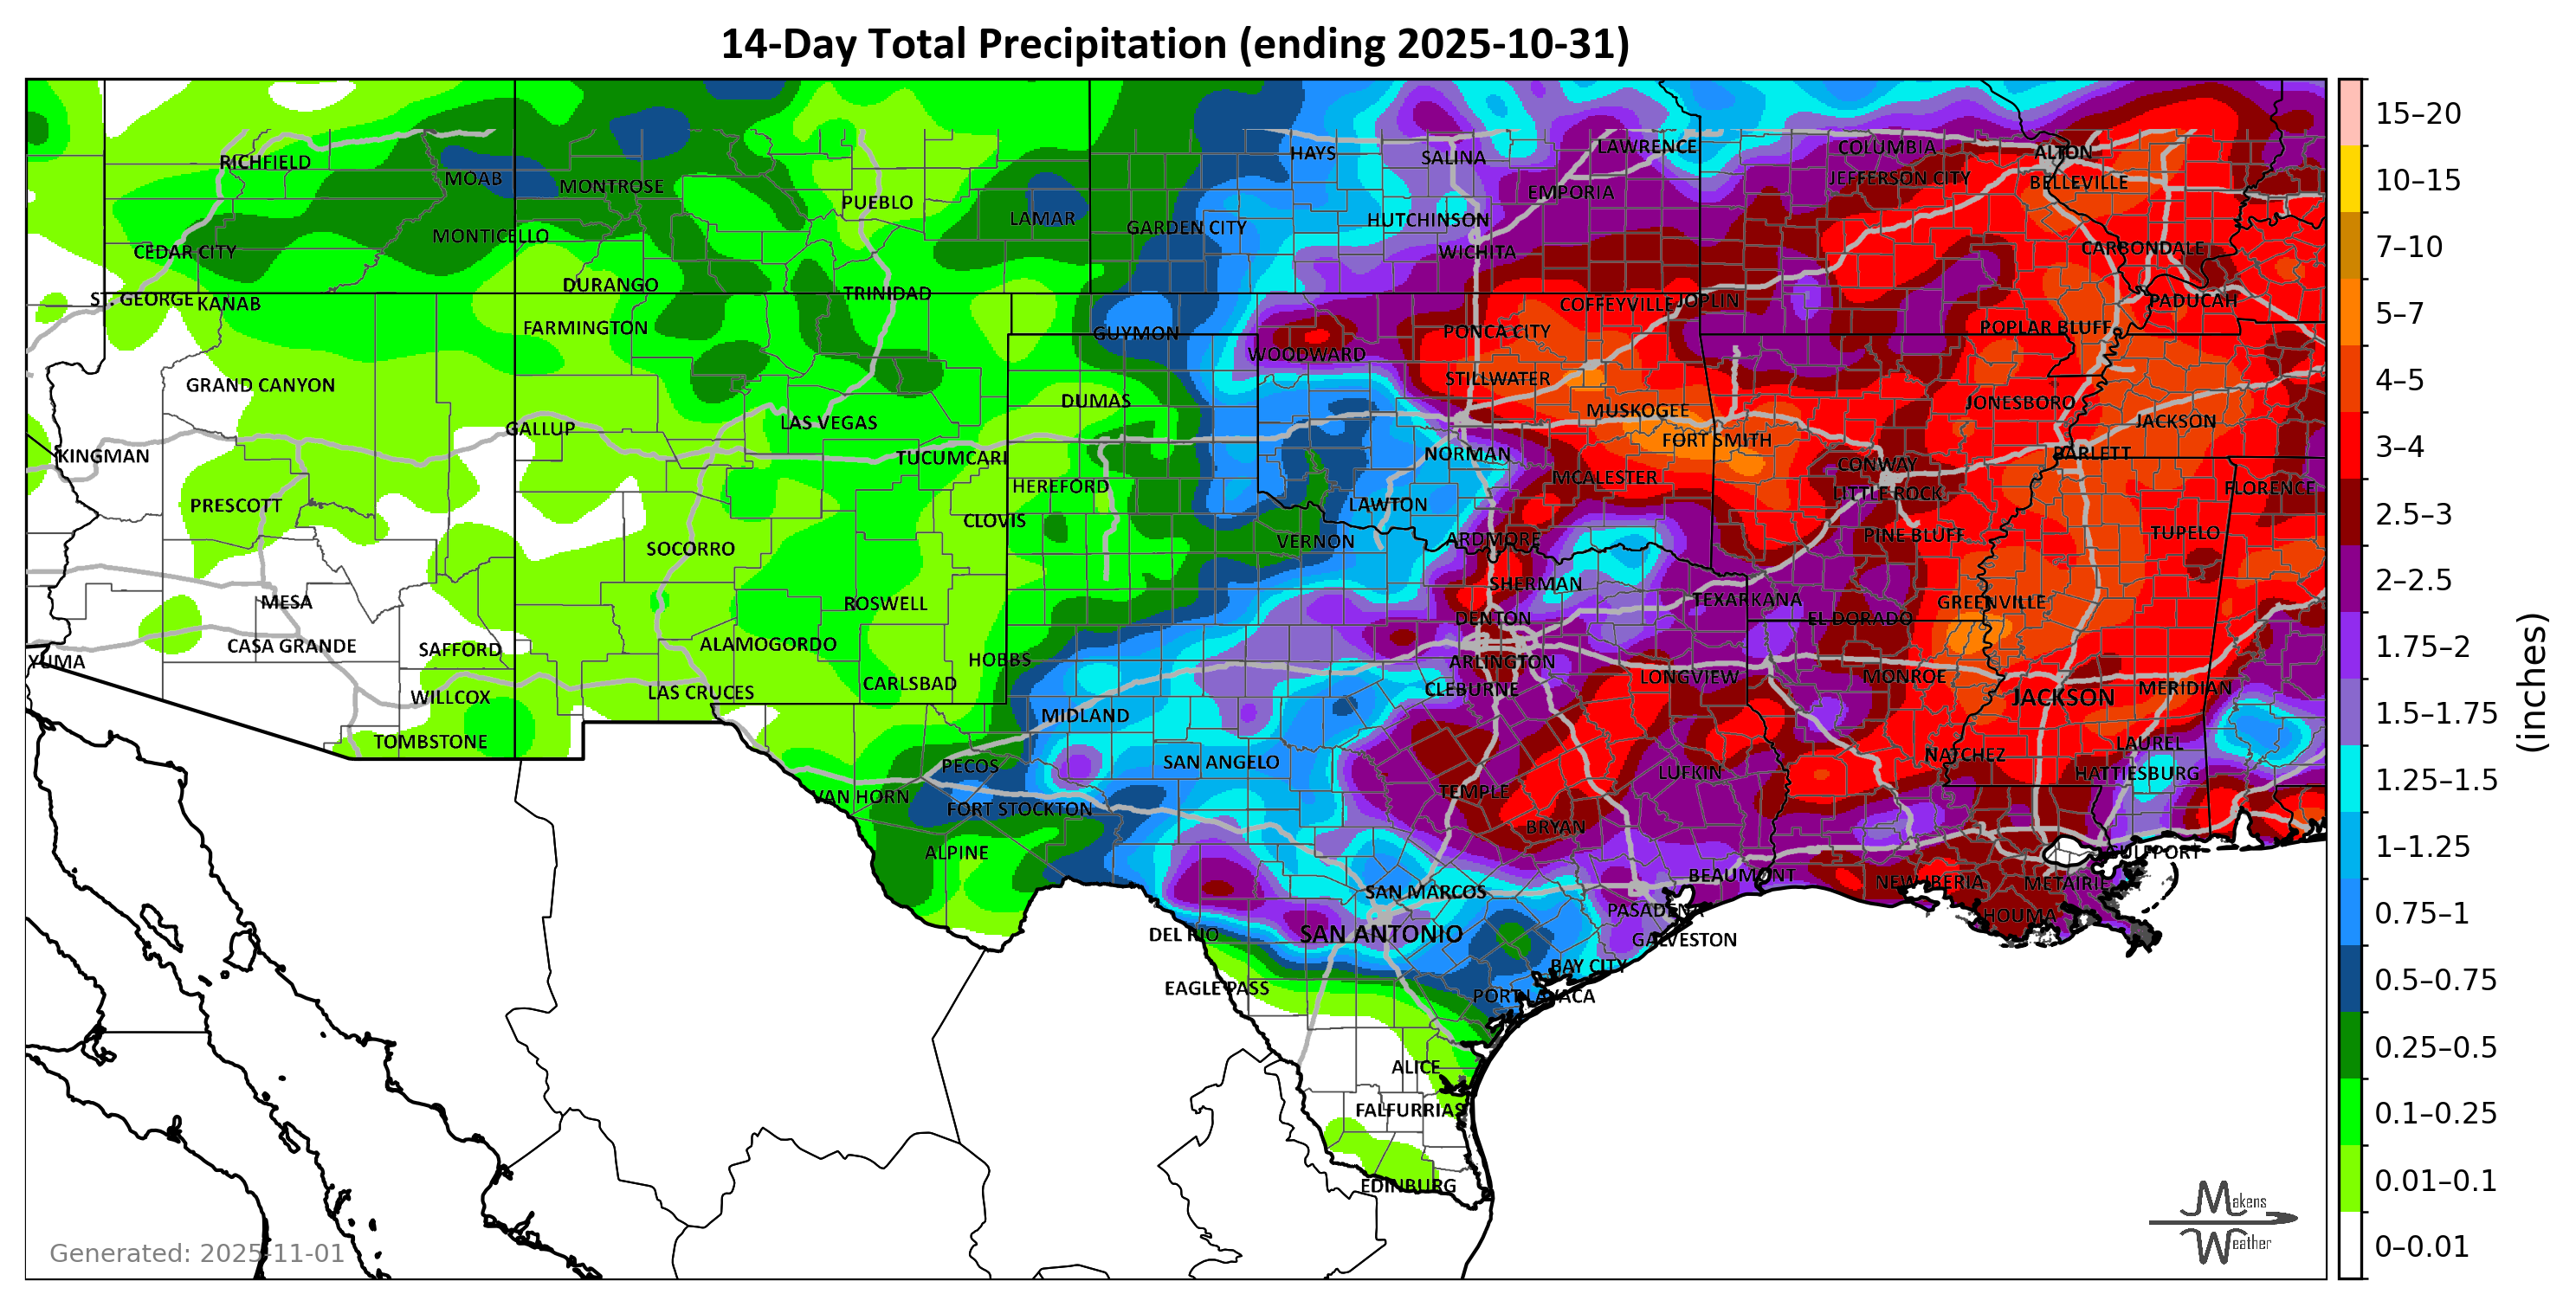 14-Day Total Precipitation (ending 2025-10-31)
HAYS
SALINA
LAWRENCE
COLUMBIA
ALTON
RICHFIELD
MOAB
MONTROSE
PUEBLO
EMPORIA
JEFFERSON CITY
BELLEVILLE
LAMAR
GARDEN CITY
HUTCHINSON
CEDAR CITY
MONTICELLO
WICHITA
CARBONDALE
ST. GEORGE
KANAB
DURANGO
TRINIDAD
COFFEYVILLE
JOPLIN
PADUCAH
FARMINGTON
GUYMON
PONCA CITY
POPLAR BLUFF
WOODWARD
GRAND CANYON
STILLWATER
DUMAS
MUSKOGEE
JONESBORO
GALLUP
LAS VEGAS
FORT SMITH
JACKSON
KINGMAN
TUCUMCARI
NORMAN
BARLETT
HEREFORD
MCALESTER
CONWAY
LITTLE ROCK
FLORENCE
PRESCOTT
CLOVIS
LAWTON
VERNON
ARDMORE
PINE BLUFF
TUPELO
SOCORRO
SHERMAN
MESA
ROSWELL
DENTON
TEXARKANA
EL DORADO
GREENVILLE
CASA GRANDE
SAFFORD
ALAMOGORDO
HOBBS
ARLINGTON
YUMA
WILLCOX
LAS CRUCES
CARLSBAD
CLEBURNE
LONGVIEW
MONROE
JACKSON
MERIDIAN
MIDLAND
TOMBSTONE
PECOS
SAN ANGELO
LUFKIN
NATCHEZ
LAUREL
HATTIESBURG
VAN HORN
FORT STOCKTON
TEMPLE
BRYAN
ALPINE
GULFPORT
SAN MARCOS
BEAUMONT
NEW IBERIA
METAIRIE
PASADENA
HOUMA
DEL RIO
SAN ANTONIO
GALVESTON
EAGLE PASS
BAY CITY
PORT LAVACA
ALICE
FALFURRIAS
EDINBURG
15–20
10–15
7–10
5–7
4–5
3–4
2.5–3
2–2.5
1.75–2
1.5–1.75
1.25–1.5
1–1.25
0.75–1
0.5–0.75
0.25–0.5
0.1–0.25
0.01–0.1
0–0.01
(inches)
Generated: 2025-11-01
Makens
Weather